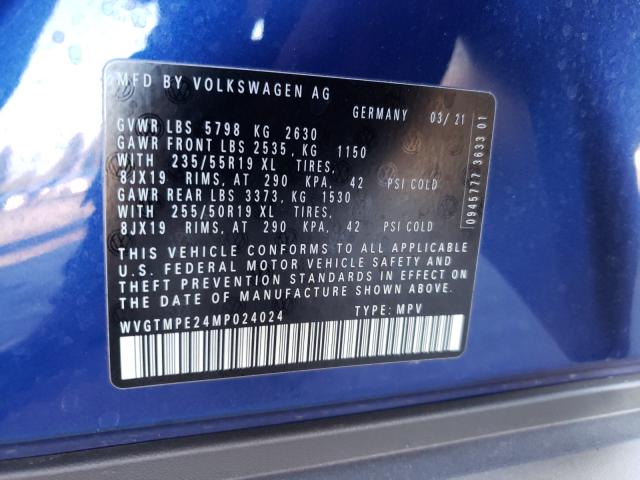 MFD BY VOLKSWAGEN AG
GERMANY 03/21
GVWR LBS 5798 KG 2630
GAWR FRONT LBS 2535, KG 1150
WITH 235/55R19 XL TIRES,
8JX19 RIMS, AT 290 KPA, 42 PSI COLD
GAWR REAR LBS 3373, KG 1530
WITH 255/50R19 XL TIRES,
8JX19 RIMS, AT 290 KPA, 42 PSI COLD
THIS VEHICLE CONFORMS TO ALL APPLICABLE
U.S. FEDERAL MOTOR VEHICLE SAFETY AND
THEFT PREVENTION STANDARDS IN EFFECT ON
THE DATE OF MANUFACTURE SHOWN ABOVE.
WVGTMPE24MP024024 TYPE: MPV
0945777 3633 01